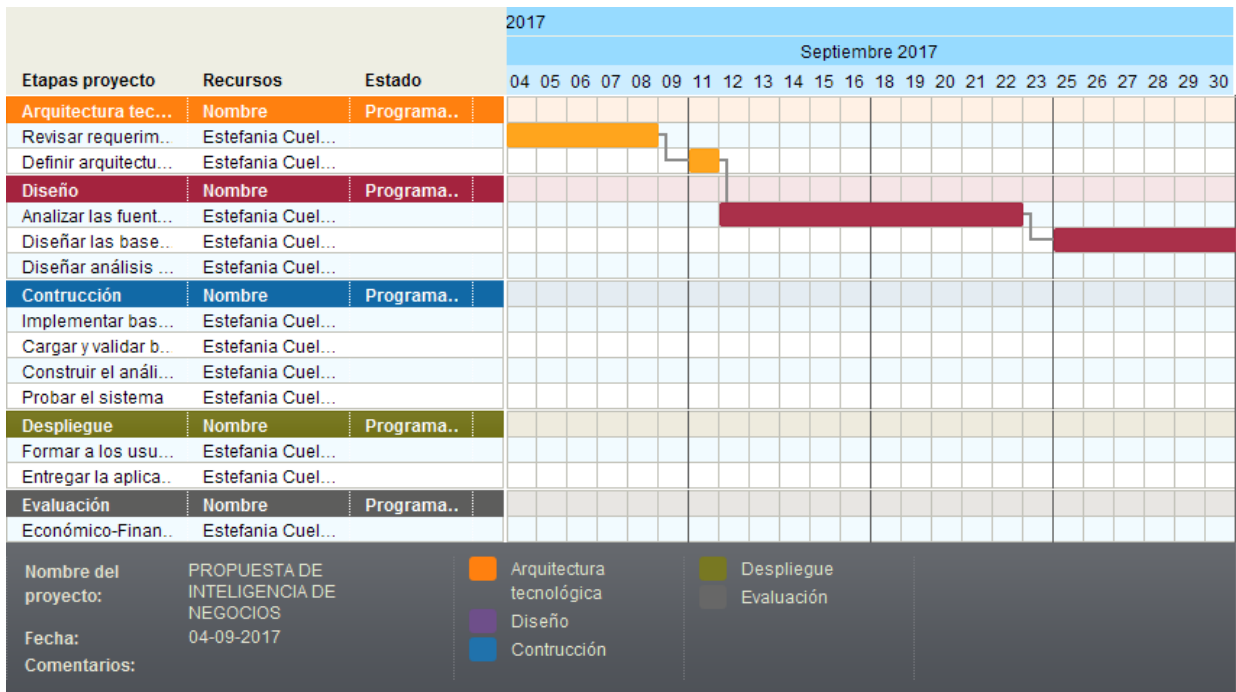 2017
Septiembre 2017
Etapas proyecto Recursos Estado 04 05 06 07 08 09 11 12 13 14 15 16 18 19 20 21 22 23 25 26 27 28 29 30
Arquitectura tec... Nombre Programa..
Revisar requerim.. Estefania Cuel...
Definir arquitectu.. Estefania Cuel...
Diseño Nombre Programa..
Analizar las fuent... Estefania Cuel...
Diseñar las base.. Estefania Cuel...
Diseñar análisis ... Estefania Cuel...
Contrucción Nombre Programa..
Implementar bas... Estefania Cuel...
Cargar y validar b.. Estefania Cuel...
Construir el análi... Estefania Cuel...
Probar el sistema Estefania Cuel...
Despliegue Nombre Programa..
Formar a los usu... Estefania Cuel...
Entregar la aplica.. Estefania Cuel...
Evaluación Nombre Programa..
Económico-Finan.. Estefania Cuel...
Nombre del proyecto: PROPUESTA DE
INTELIGENCIA DE
NEGOCIOS
Fecha: 04-09-2017
Comentarios:
Arquitectura
tecnológica
Diseño
Contrucción
Despliegue
Evaluación